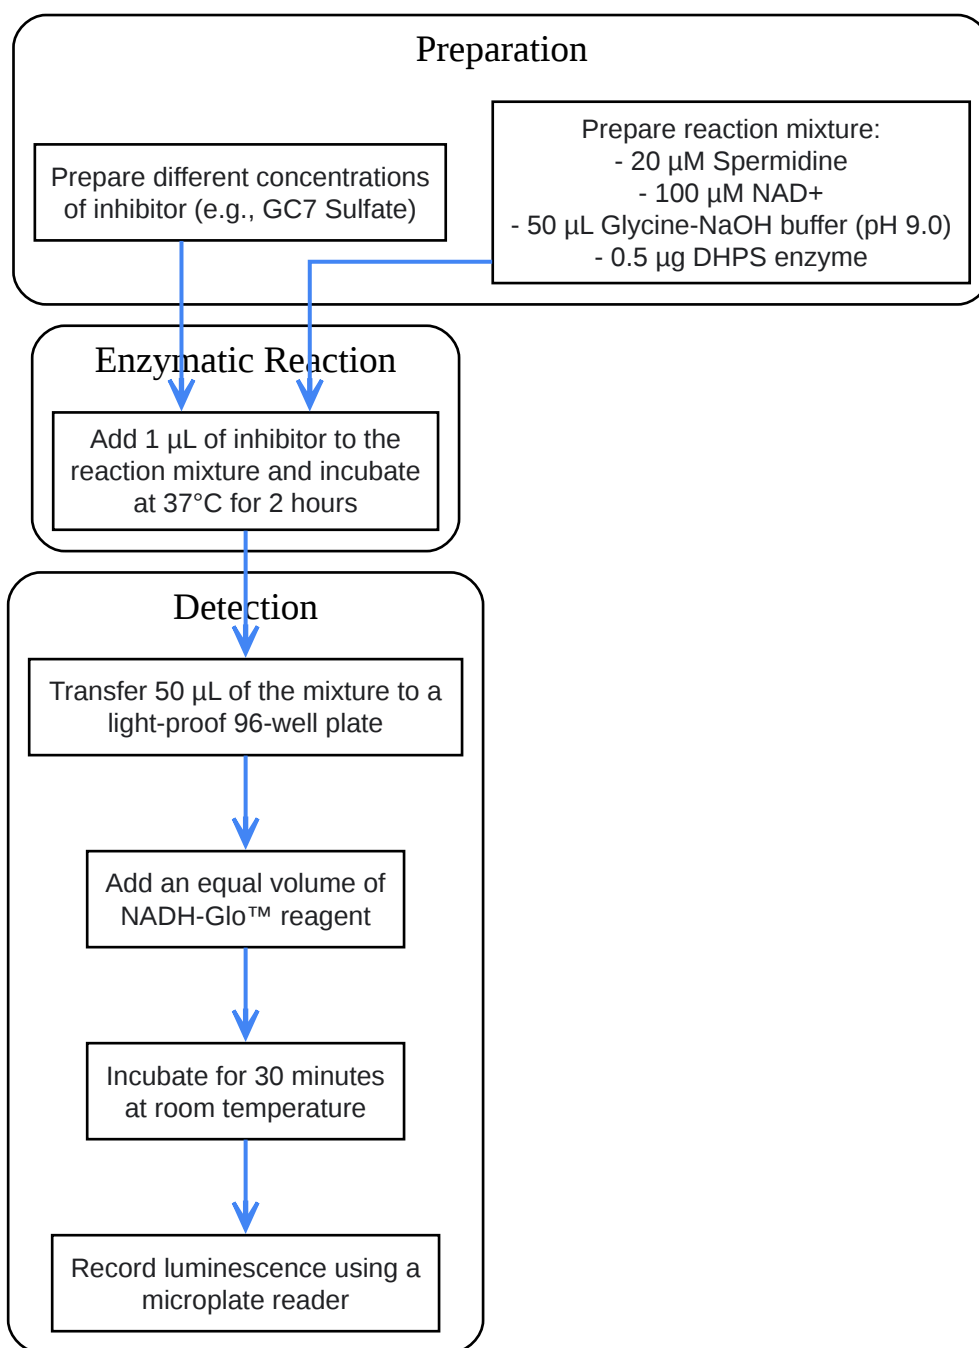 Preparation
Prepare different concentrations
of inhibitor (e.g., GC7 Sulfate)
Prepare reaction mixture:
- 20 µM Spermidine
- 100 µM NAD+
- 50 µL Glycine-NaOH buffer (pH 9.0)
- 0.5 µg DHPS enzyme
Enzymatic Reaction
Add 1 µL of inhibitor to the
reaction mixture and incubate
at 37°C for 2 hours
Detection
Transfer 50 µL of the mixture to a
light-proof 96-well plate
Add an equal volume of
NADH-Glo™ reagent
Incubate for 30 minutes
at room temperature
Record luminescence using a
microplate reader